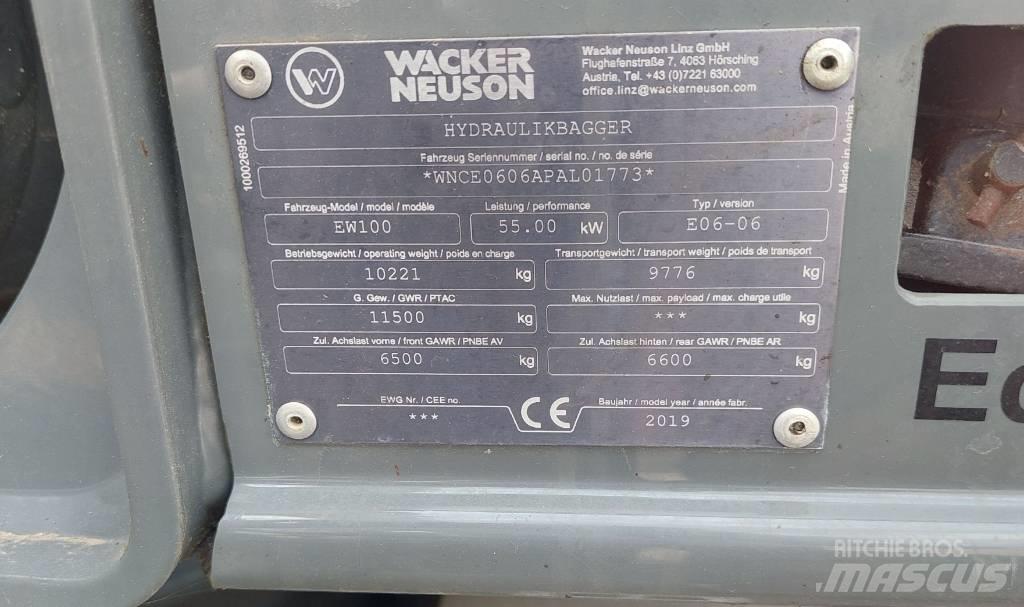 WACKER
NEUSON
Wacker Neuson Linz GmbH
Flughafenstraße 7, 4063 Hörsching
Austria, Tel. +43 (0)7221 63000
office.linz@wackerneuson.com
HYDRAULIKBAGGER
Fahrzeug Seriennummer / serial no. / no. de série
*WNCE0606APAL01773*
Fahrzeug-Model / model / modèle
Leistung / performance
Typ / version
EW100
55.00 kW
E06-06
Betriebsgewicht / operating weight / poids en charge
Transportgewicht / transport weight / poids de transport
10221 kg
9776 kg
G. Gew. / GWR / PTAC
Max. Nutzlast / max. payload / max. charge utile
11500 kg
*** kg
Zul. Achslast vorne / front GAWR / PNBE AV
Zul. Achslast hinten / rear GAWR / PNBE AR
6500 kg
6600 kg
EWG Nr. / CEE no.
***
CE
Baujahr / model year / année fabr.
2019
1000269512
Made in Austria
RITCHIE BROS.
MASCUS